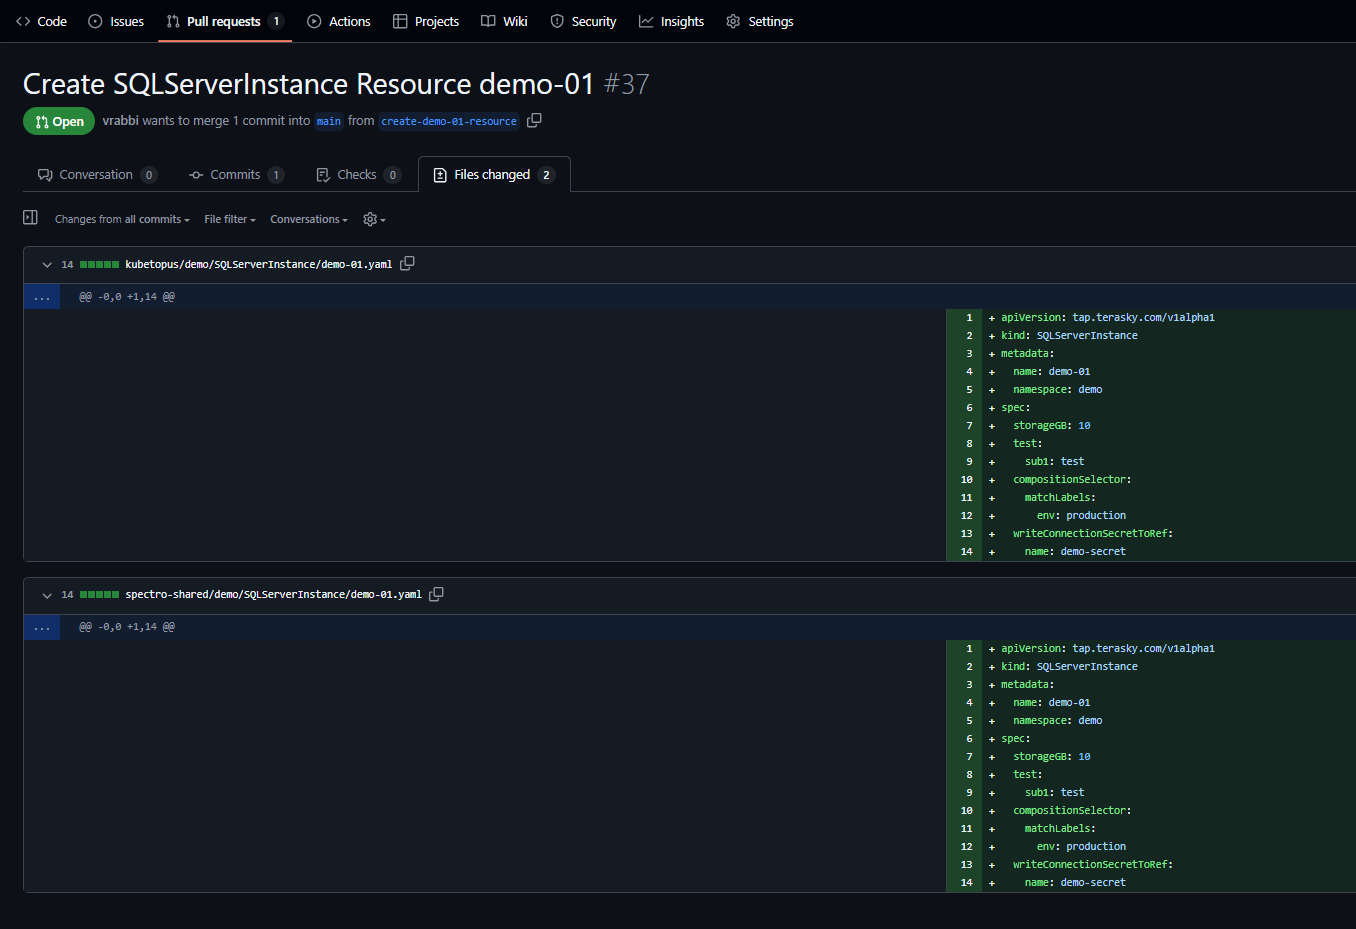 Code Issues Pull requests 1 Actions Projects Wiki Security Insights Settings
Create SQLServerInstance Resource demo-01 #37
Open vrabbi wants to merge 1 commit into main from create-demo-01-resource
Conversation 0 Commits 1 Checks 0 Files changed 2
Changes from all commits File filter Conversations
14 kubetopus/demo/SQLServerInstance/demo-01.yaml
... @@ -0,0 +1,14 @@
1 + apiVersion: tap.terasky.com/v1alpha1
2 + kind: SQLServerInstance
3 + metadata:
4 + name: demo-01
5 + namespace: demo
6 + spec:
7 + storageGB: 10
8 + test:
9 + sub1: test
10 + compositionSelector:
11 + matchLabels:
12 + env: production
13 + writeConnectionSecretToRef:
14 + name: demo-secret
14 spectro-shared/demo/SQLServerInstance/demo-01.yaml
... @@ -0,0 +1,14 @@
1 + apiVersion: tap.terasky.com/v1alpha1
2 + kind: SQLServerInstance
3 + metadata:
4 + name: demo-01
5 + namespace: demo
6 + spec:
7 + storageGB: 10
8 + test:
9 + sub1: test
10 + compositionSelector:
11 + matchLabels:
12 + env: production
13 + writeConnectionSecretToRef:
14 + name: demo-secret